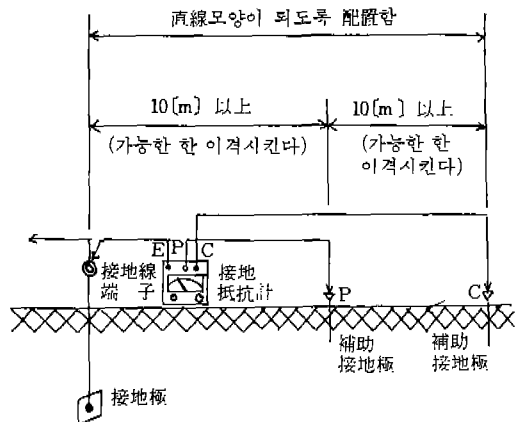 直線모양이 되도록 配置함
10〔m〕以上
(가능한 한 이격시킨다)
10〔m〕以上
(가능한 한
이격시킨다)
E P C
接地線
端子
接地
抵抗計
P
C
補助
接地極
補助
接地極
接地極